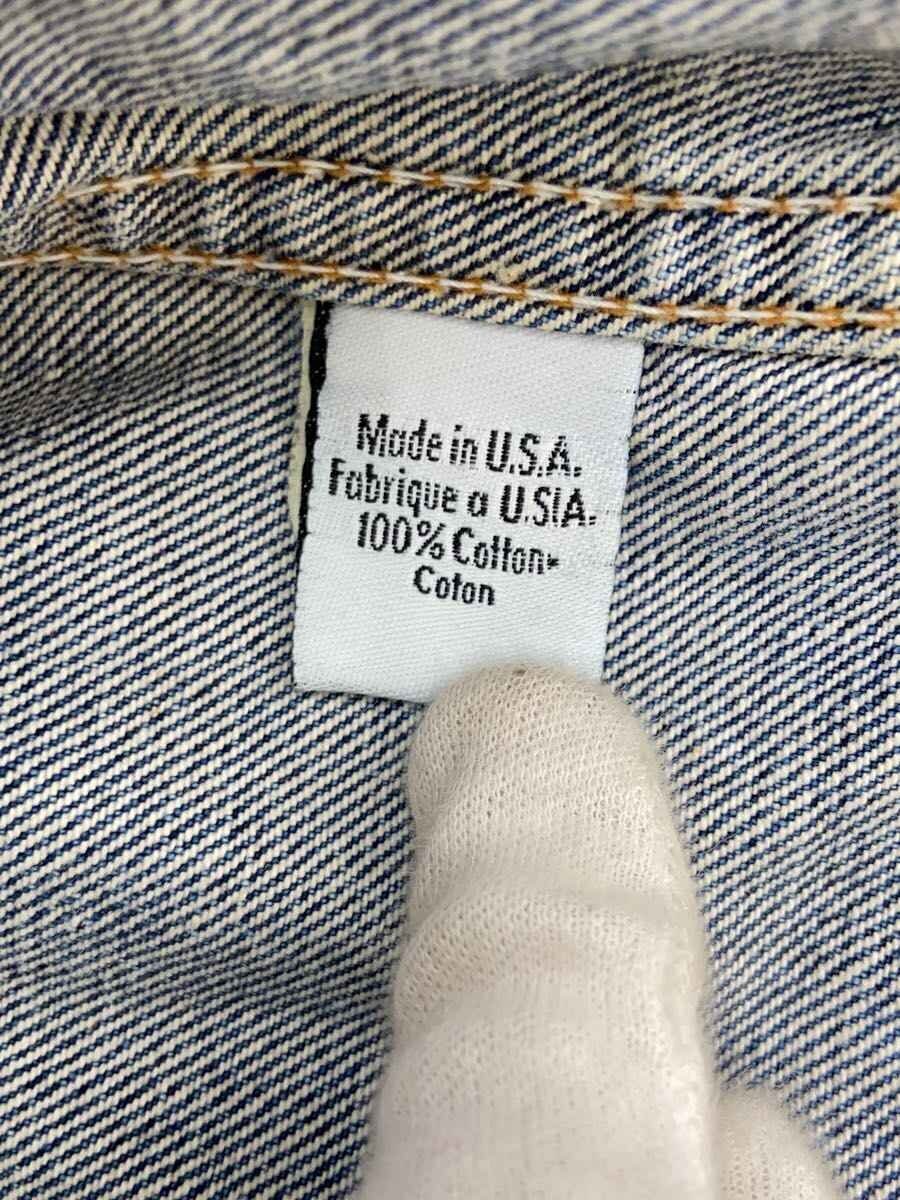 Made in U.S.A.
Fabrique a U.S.A.
100% Cotton-
Coton